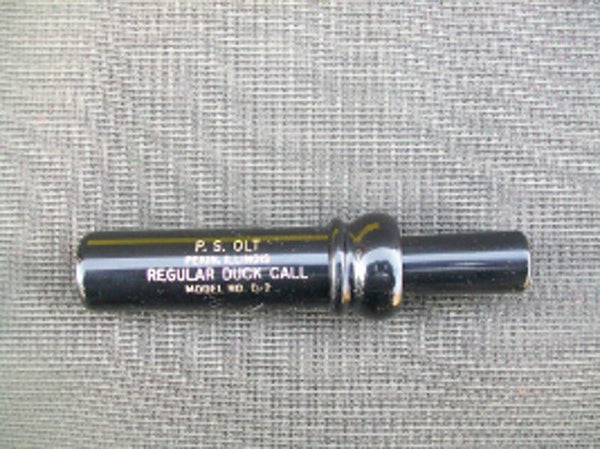 P. S. OLT
PEKIN, ILLINOIS
REGULAR DUCK CALL
MODEL NO. D-2